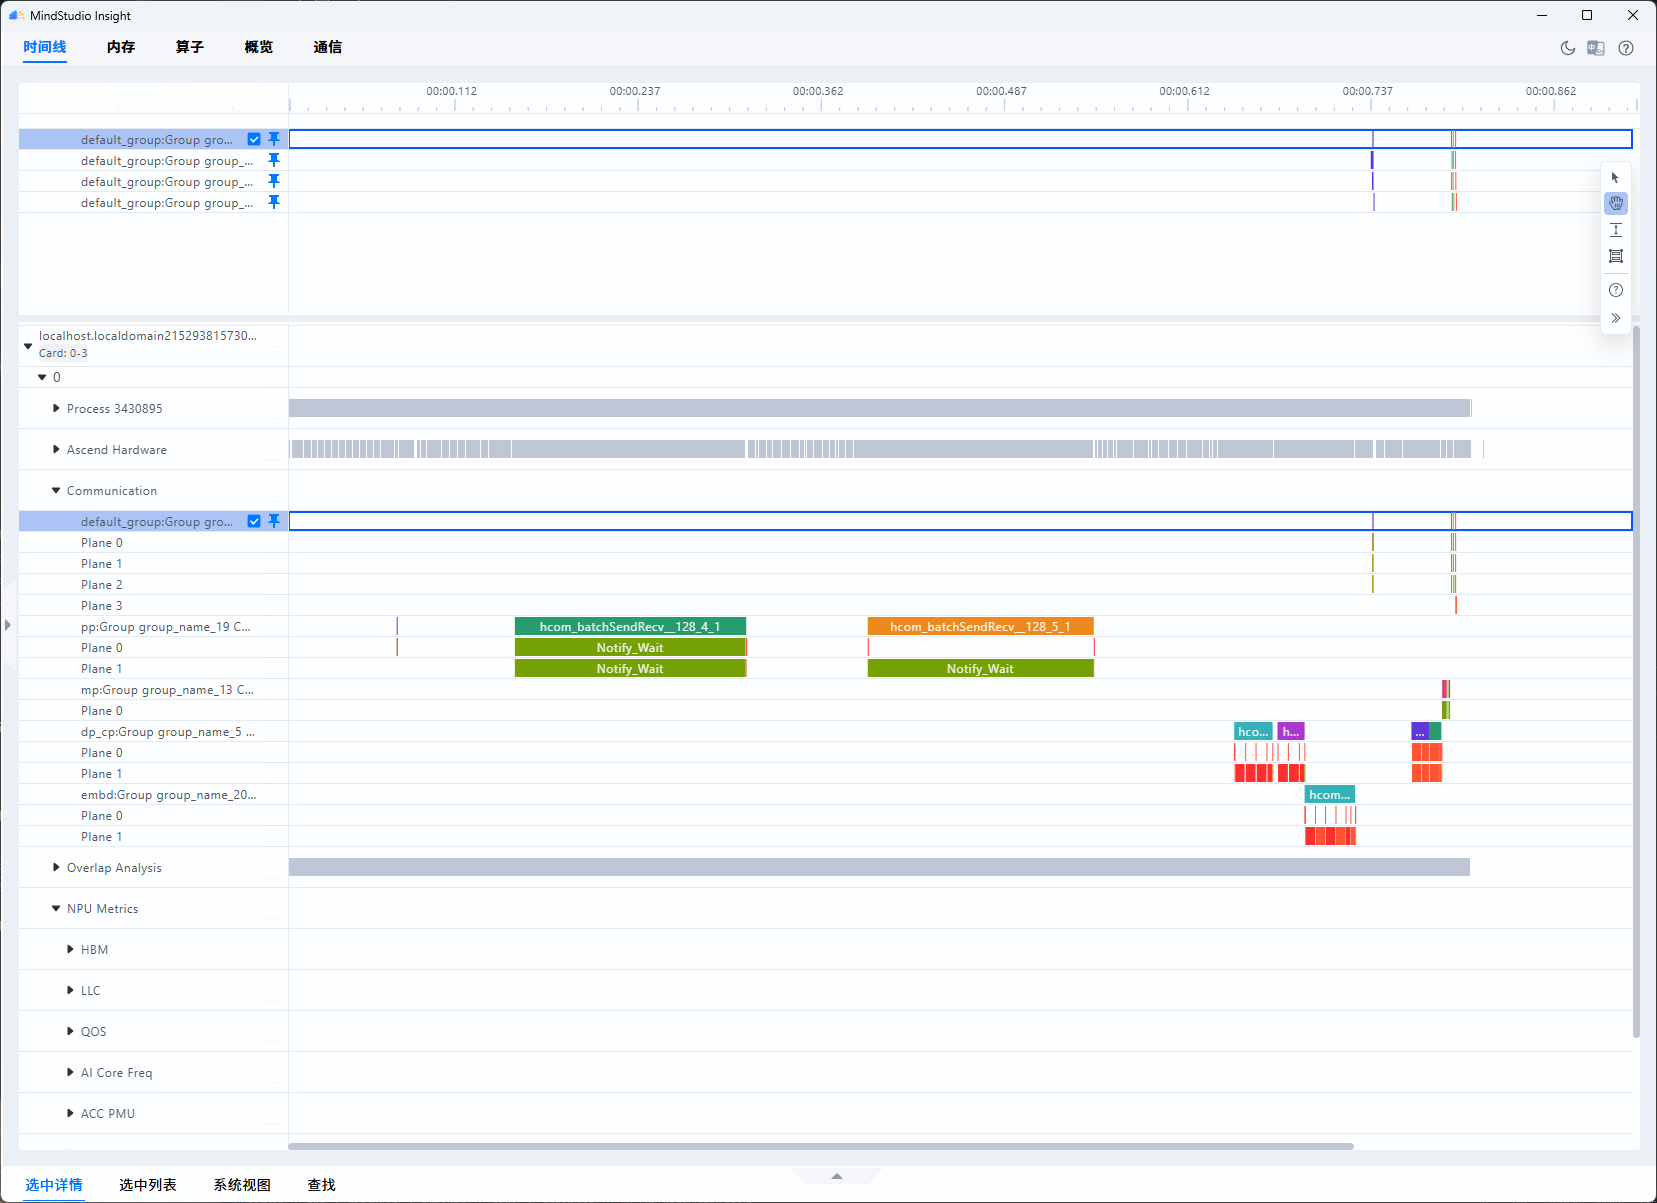 MindStudio Insight
时间线 内存 算子 概览 通信
00:00.112 00:00.237 00:00.362 00:00.487 00:00.612 00:00.737 00:00.862
default_group:Group gro...
default_group:Group group_...
default_group:Group group_...
default_group:Group group_...
localhost.localdomain215293815730...
Card: 0-3
0
Process 3430895
Ascend Hardware
Communication
default_group:Group gro...
Plane 0
Plane 1
Plane 2
Plane 3
pp:Group group_name_19 C... hcom_batchSendRecv__128_4_1 hcom_batchSendRecv__128_5_1
Plane 0 Notify_Wait
Plane 1 Notify_Wait Notify_Wait
mp:Group group_name_13 C...
Plane 0
dp_cp:Group group_name_5 ... hco... h... ...
Plane 0
Plane 1
embd:Group group_name_20... hcom...
Plane 0
Plane 1
Overlap Analysis
NPU Metrics
HBM
LLC
QOS
AI Core Freq
ACC PMU
选中详情 选中列表 系统视图 查找